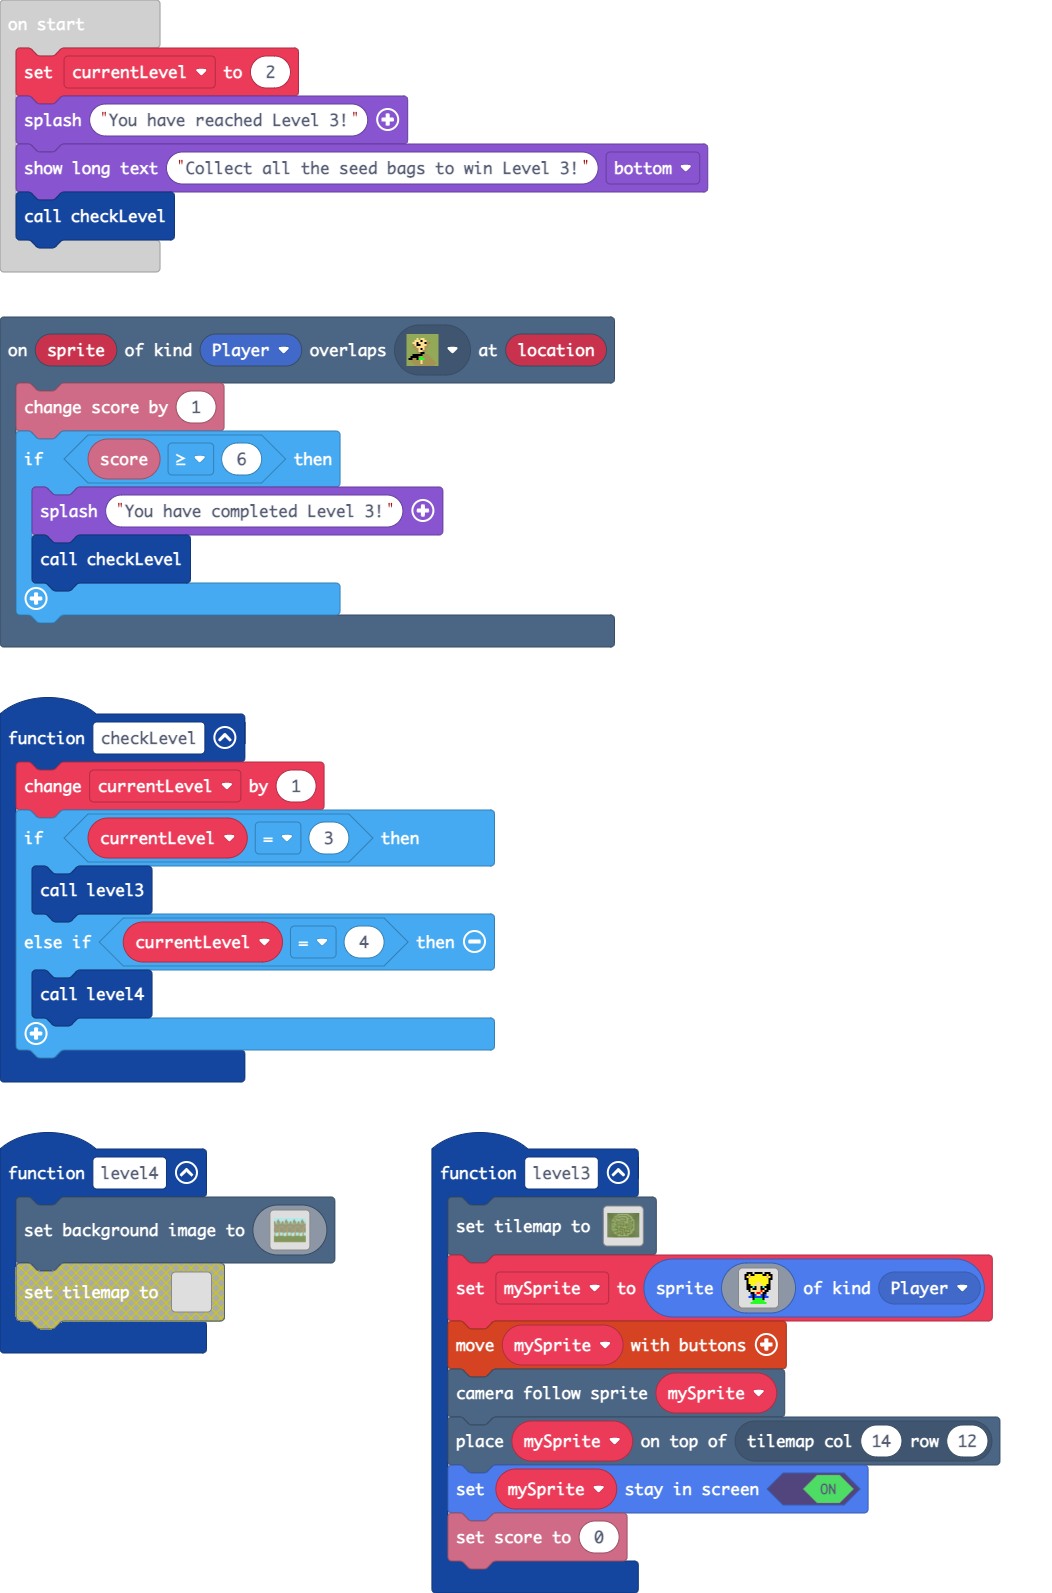 on start
set currentLevel to 2
splash "You have reached Level 3!"
show long text "Collect all the seed bags to win Level 3!" bottom
call checkLevel
on sprite of kind Player overlaps at location
change score by 1
if score ≥ 6 then
splash "You have completed Level 3!"
call checkLevel
function checkLevel
change currentLevel by 1
if currentLevel = 3 then
call level3
else if currentLevel = 4 then
call level4
function level4
set background image to
set tilemap to
function level3
set tilemap to
set mySprite to sprite of kind Player
move mySprite with buttons
camera follow sprite mySprite
place mySprite on top of tilemap col 14 row 12
set mySprite stay in screen ON
set score to 0